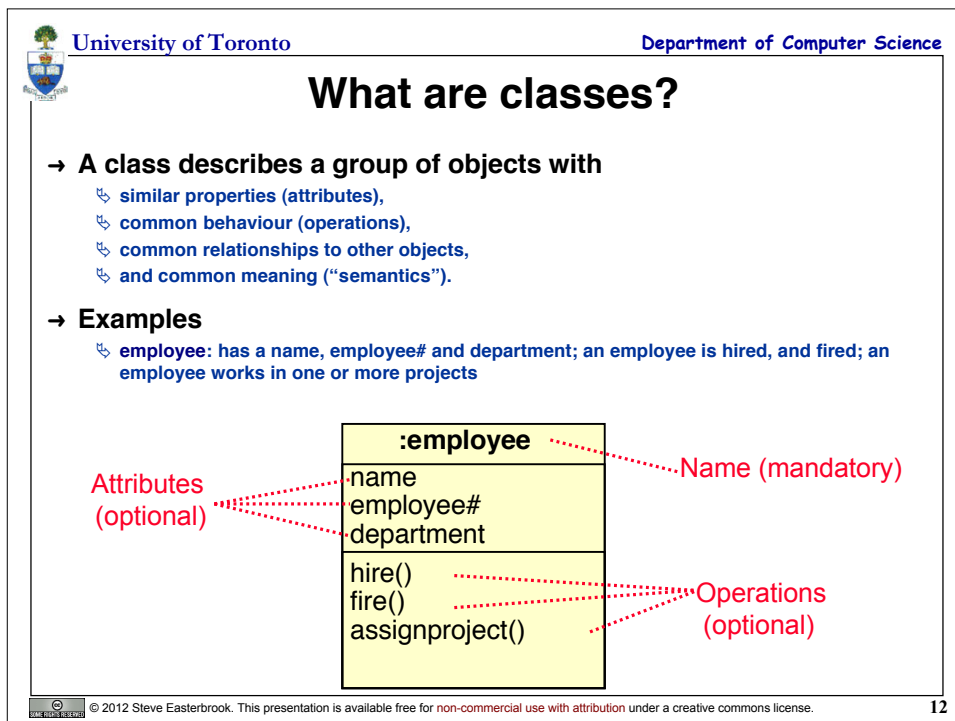 University of Toronto
Department of Computer Science
What are classes?
→ A class describes a group of objects with
↳ similar properties (attributes),
↳ common behaviour (operations),
↳ common relationships to other objects,
↳ and common meaning (“semantics”).
→ Examples
↳ employee: has a name, employee# and department; an employee is hired, and fired; an
employee works in one or more projects
:employee
Name (mandatory)
Attributes
(optional)
name
employee#
department
hire()
fire()
assignproject()
Operations
(optional)
© 2012 Steve Easterbrook. This presentation is available free for non-commercial use with attribution under a creative commons license.
12